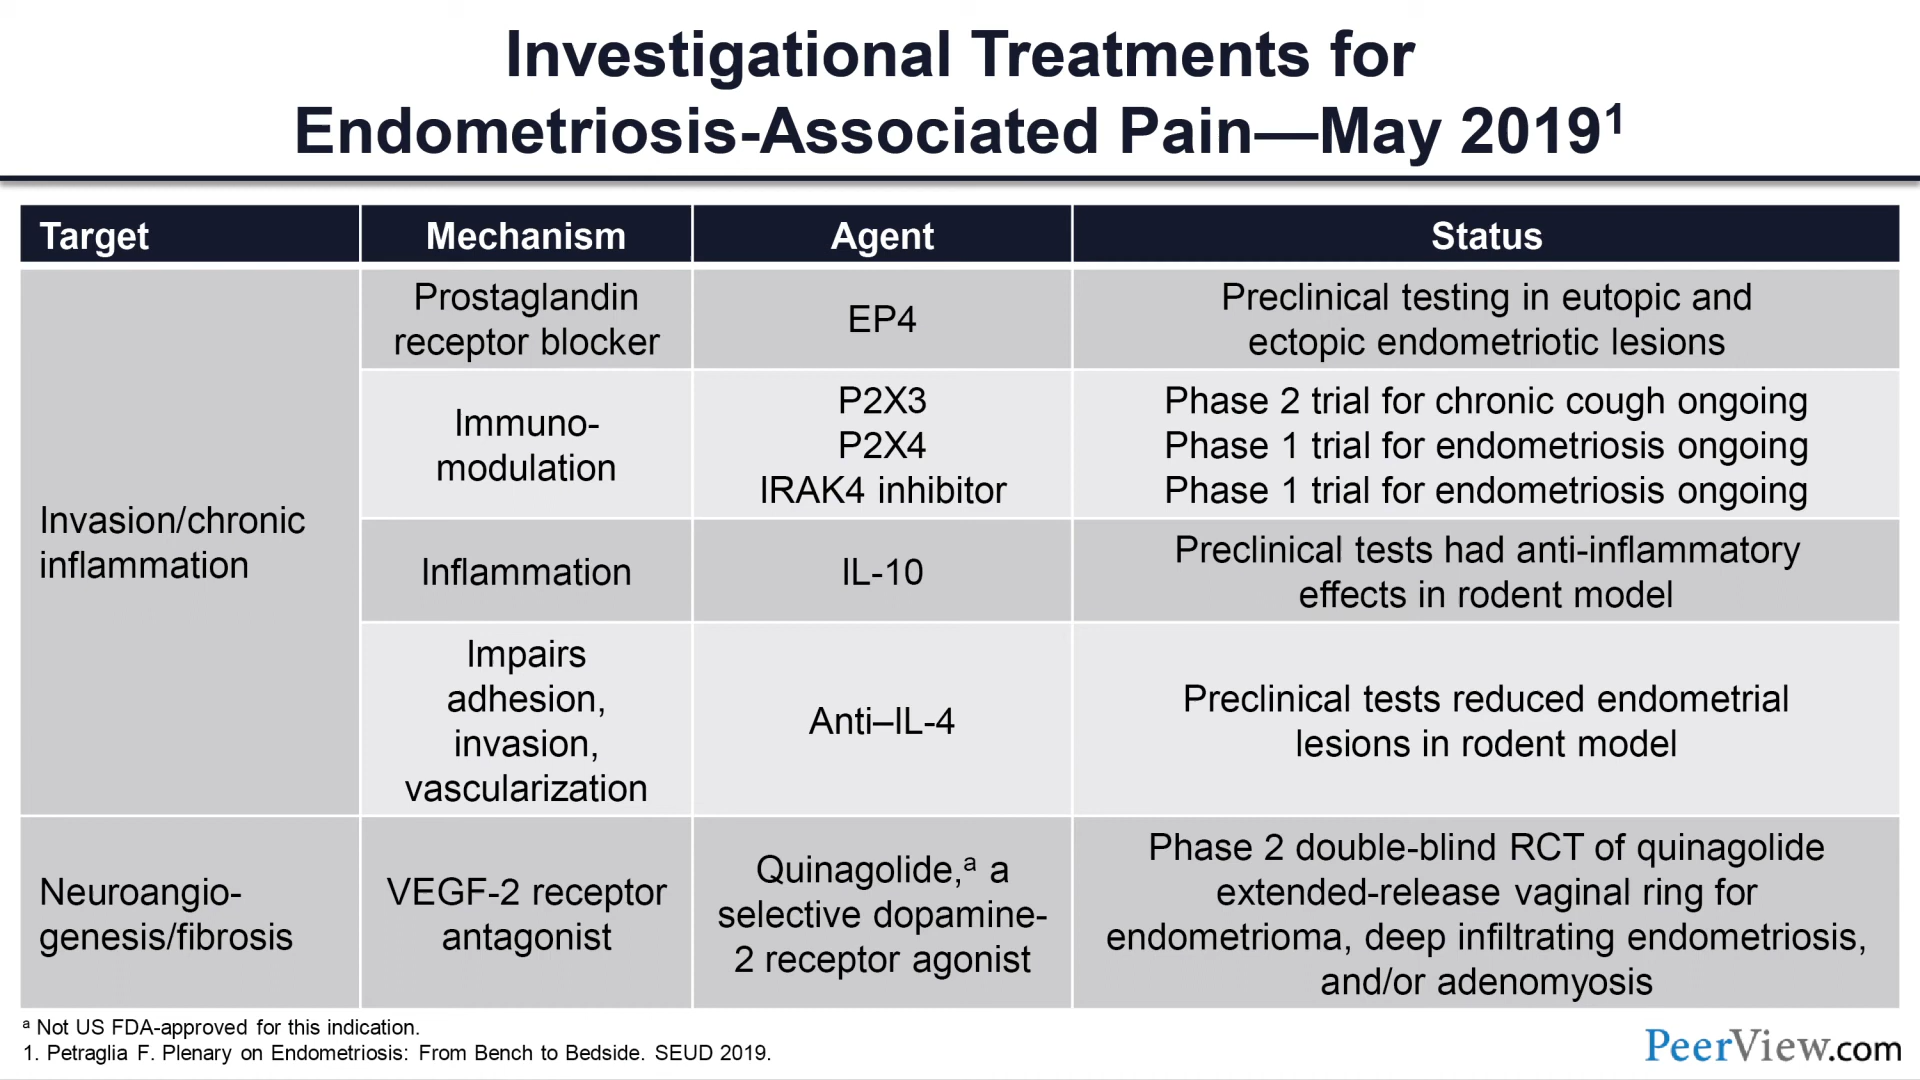 Investigational Treatments for
Endometriosis-Associated Pain—May 2019¹
Target
Mechanism
Agent
Status
Invasion/chronic
inflammation
Prostaglandin
receptor blocker
EP4
Preclinical testing in eutopic and
ectopic endometriotic lesions
Immuno-
modulation
P2X3
P2X4
IRAK4 inhibitor
Phase 2 trial for chronic cough ongoing
Phase 1 trial for endometriosis ongoing
Phase 1 trial for endometriosis ongoing
Inflammation
IL-10
Preclinical tests had anti-inflammatory
effects in rodent model
Impairs
adhesion,
invasion,
vascularization
Anti–IL-4
Preclinical tests reduced endometrial
lesions in rodent model
Neuroangio-
genesis/fibrosis
VEGF-2 receptor
antagonist
Quinagolide,ª a
selective dopamine-
2 receptor agonist
Phase 2 double-blind RCT of quinagolide
extended-release vaginal ring for
endometrioma, deep infiltrating endometriosis,
and/or adenomyosis
ª Not US FDA-approved for this indication.
1. Petraglia F. Plenary on Endometriosis: From Bench to Bedside. SEUD 2019.
PeerView.com